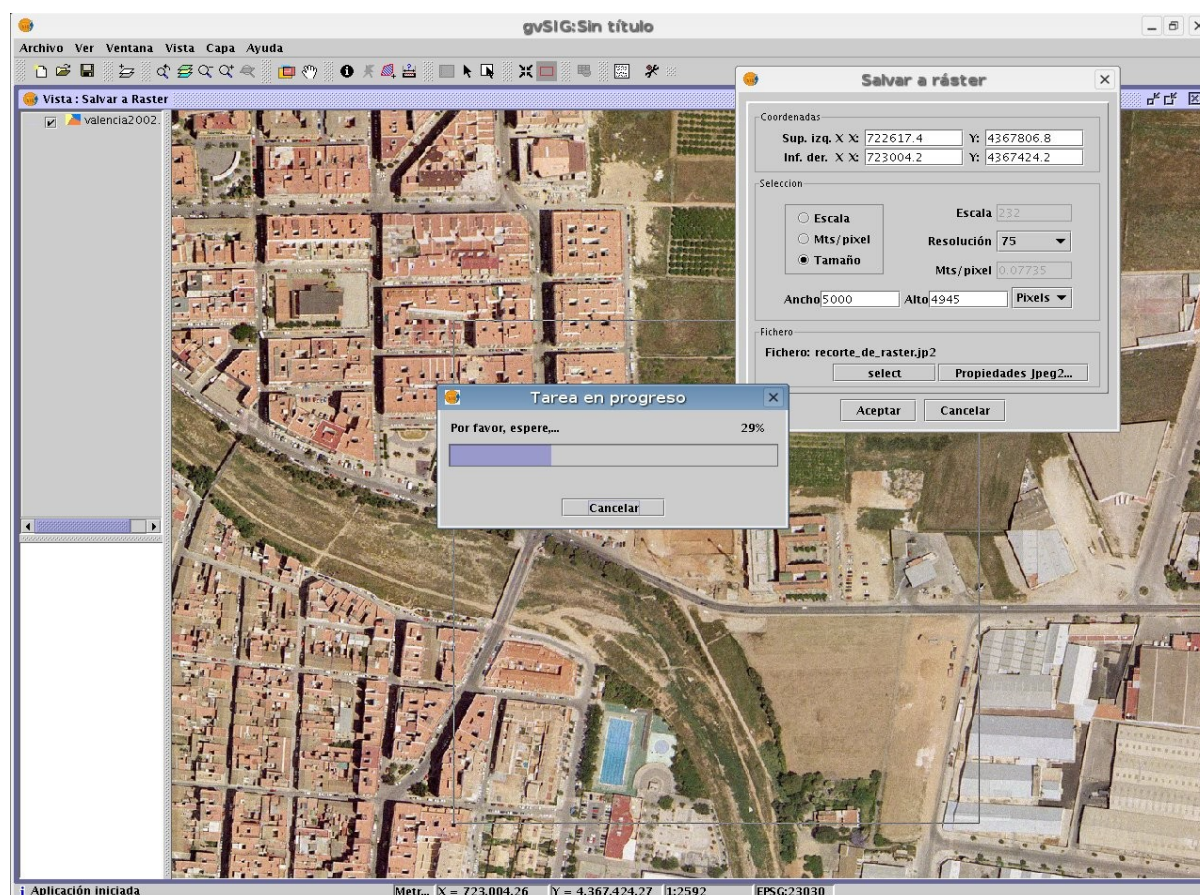 gvSIG:Sin título
Archivo Ver Ventana Vista Capa Ayuda
Vista : Salvar a Raster
valencia2002.
Salvar a ráster
Coordenadas
Sup. izq. X X: 722617.4 Y: 4367806.8
Inf. der. X X: 723004.2 Y: 4367424.2
Seleccion
Escala
Mts/pixel
Tamaño
Escala 232
Resolución 75
Mts/pixel 0.07735
Ancho 5000 Alto 4945 Pixels
Fichero
Fichero: recorte_de_raster.jp2
select Propiedades Jpeg2...
Aceptar Cancelar
Tarea en progreso
Por favor, espere,... 29%
Cancelar
Aplicación iniciada Metr... X = 723.004,26 Y = 4.367.424,27 1:2592 EPSG:23030